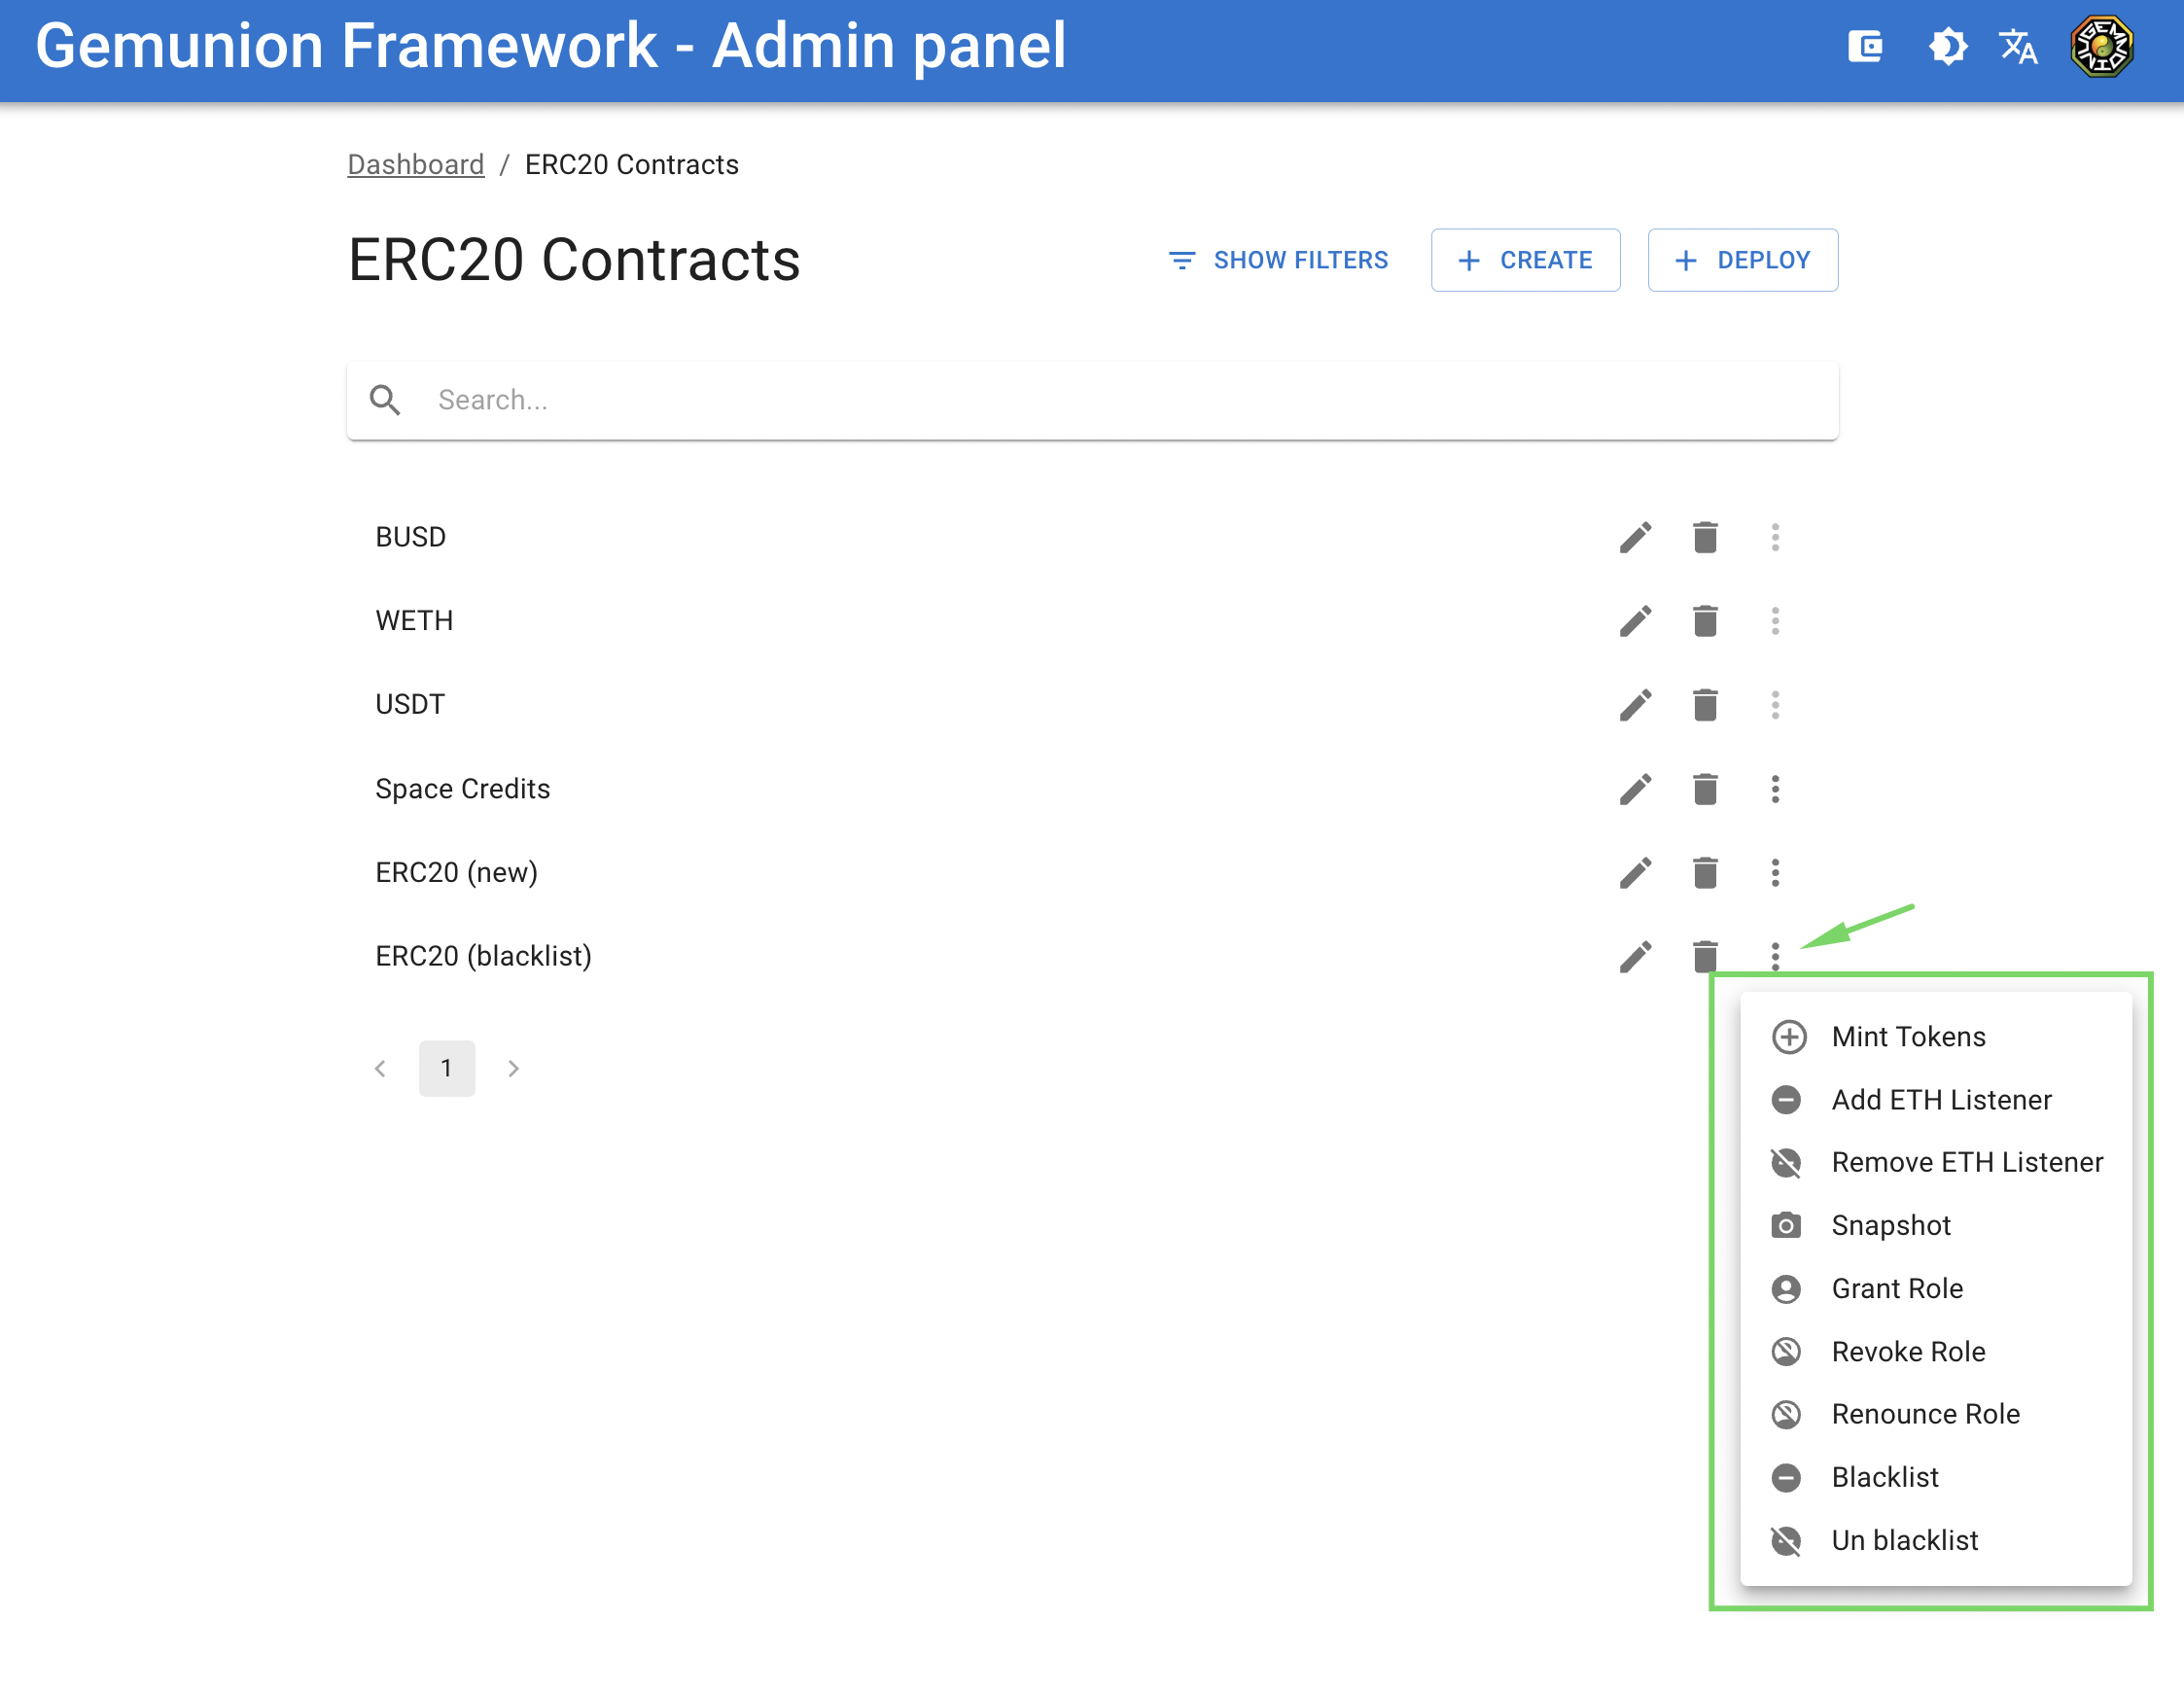 Gemunion Framework - Admin panel
Dashboard / ERC20 Contracts
ERC20 Contracts
SHOW FILTERS
+ CREATE
+ DEPLOY
Search...
BUSD
WETH
USDT
Space Credits
ERC20 (new)
ERC20 (blacklist)
1
Mint Tokens
Add ETH Listener
Remove ETH Listener
Snapshot
Grant Role
Revoke Role
Renounce Role
Blacklist
Un blacklist